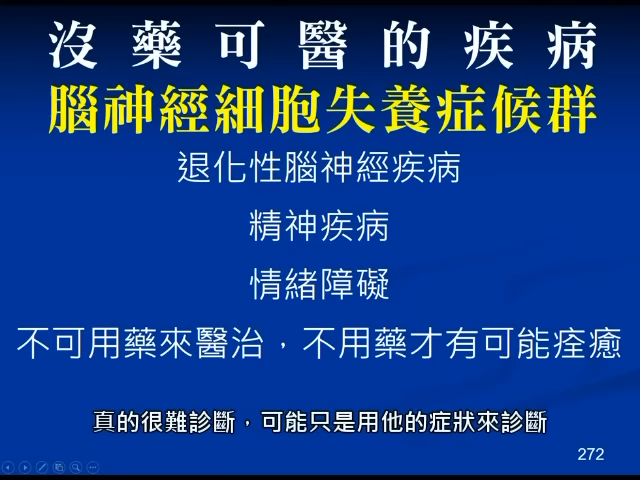 沒藥可醫的疾病
腦神經細胞失養症候群
退化性腦神經疾病
精神疾病
情緒障礙
不可用藥來醫治，不用藥才有可能痊癒
真的很難診斷，可能只是用他的症狀來診斷
272